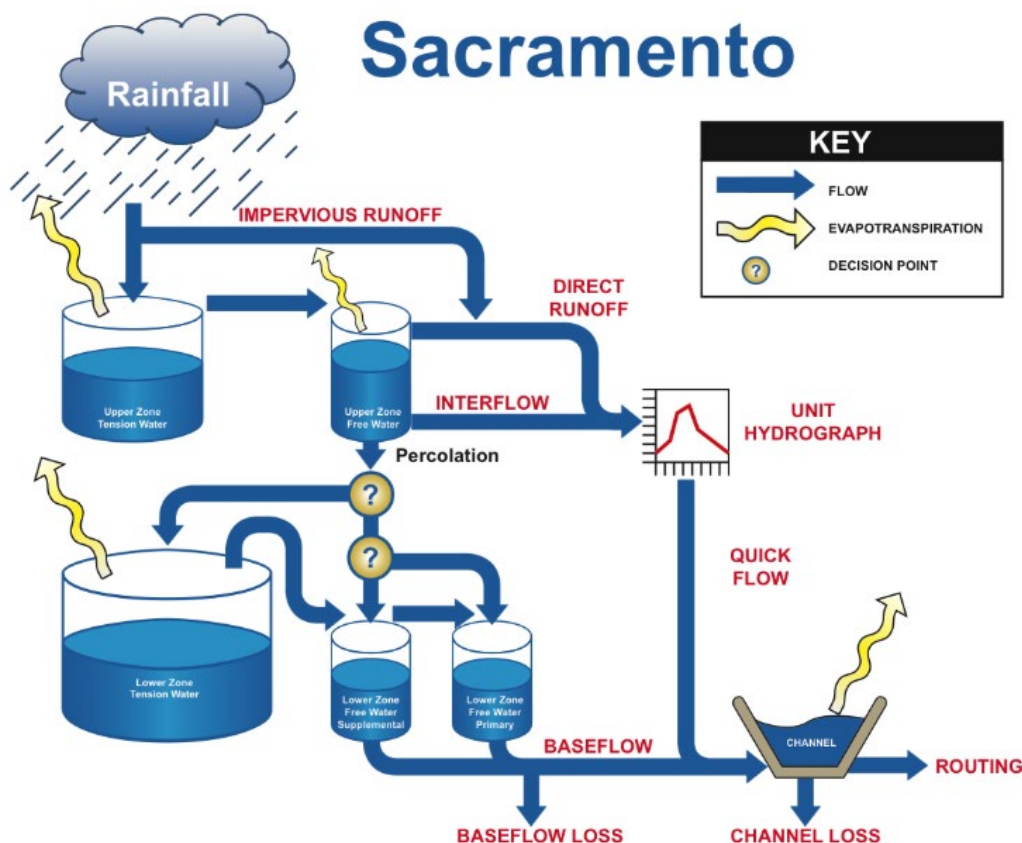 Sacramento
Rainfall
KEY
FLOW
EVAPOTRANSPIRATION
?
DECISION POINT
IMPERVIOUS RUNOFF
DIRECT
RUNOFF
Upper Zone
Tension Water
Upper Zone
Free Water
INTERFLOW
UNIT
HYDROGRAPH
Percolation
?
?
QUICK
FLOW
Lower Zone
Tension Water
Lower Zone
Free Water
Supplemental
Lower Zone
Free Water
Primary
BASEFLOW
CHANNEL
ROUTING
BASEFLOW LOSS
CHANNEL LOSS